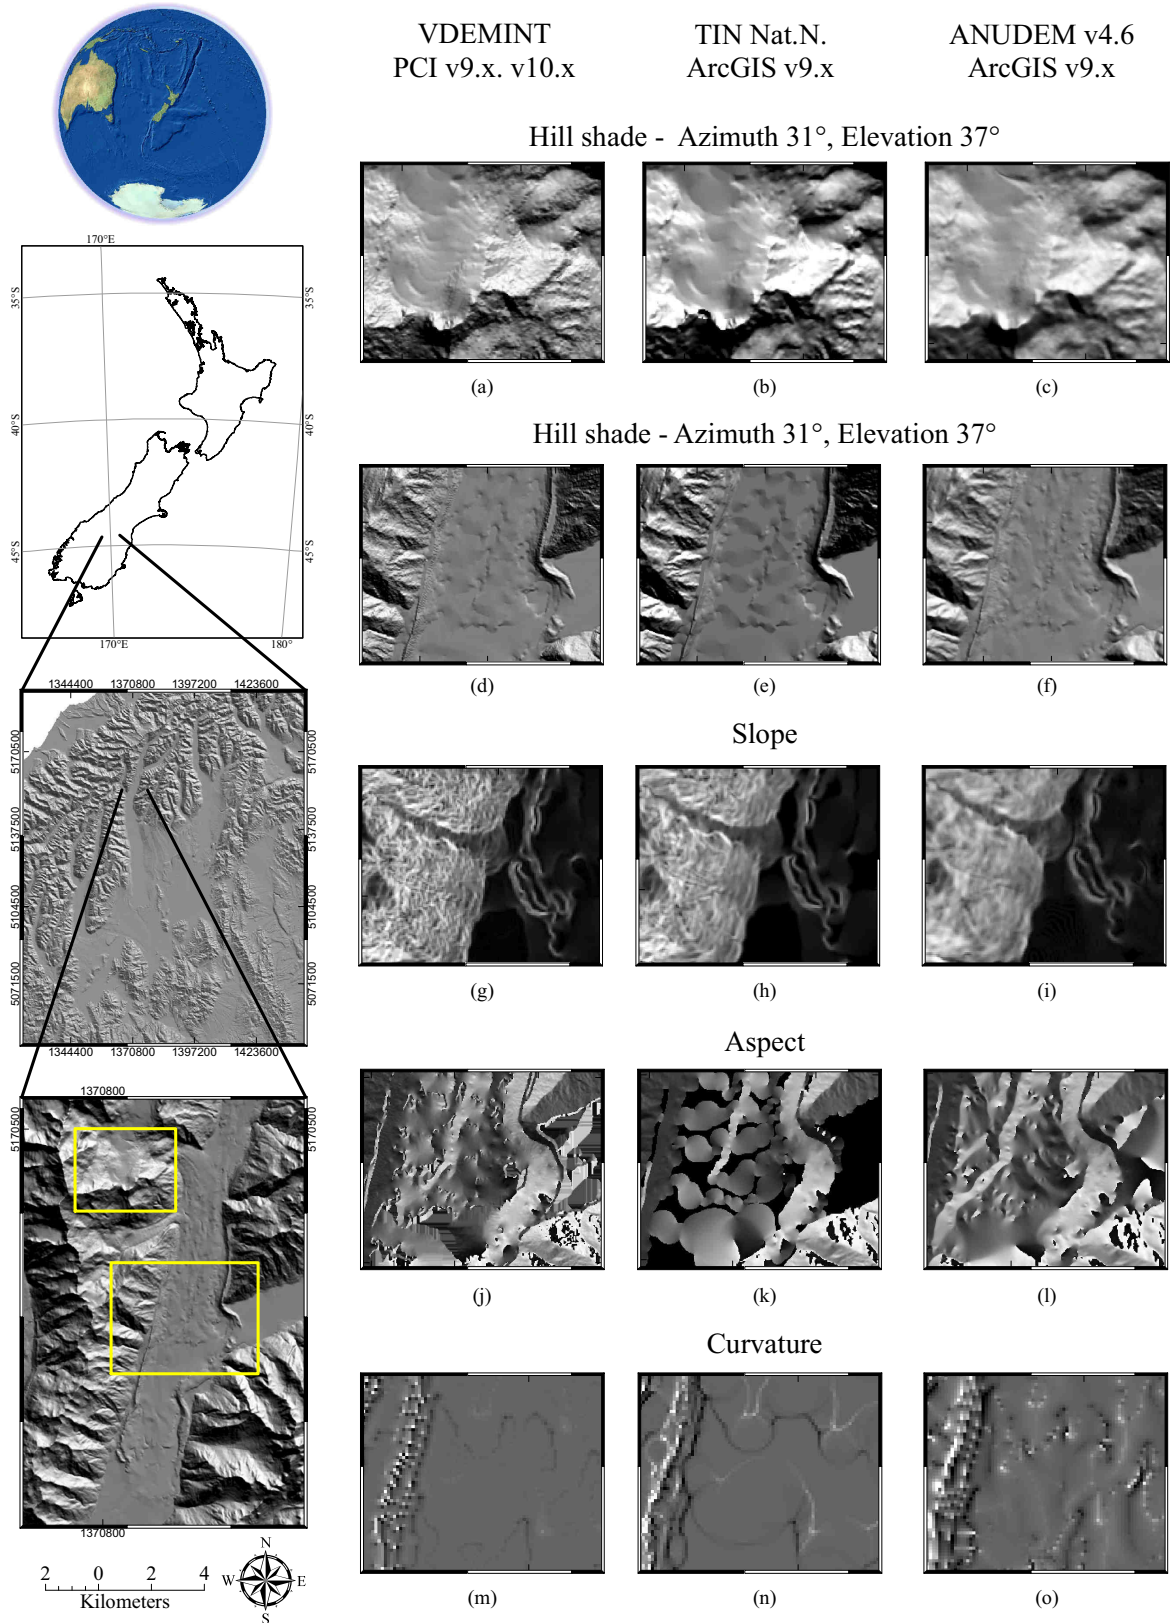 VDEMINT
PCI v9.x. v10.x
TIN Nat.N.
ArcGIS v9.x
ANUDEM v4.6
ArcGIS v9.x
Hill shade - Azimuth 31°, Elevation 37°
(a)
(b)
(c)
Hill shade - Azimuth 31°, Elevation 37°
(d)
(e)
(f)
Slope
(g)
(h)
(i)
Aspect
(j)
(k)
(l)
Curvature
(m)
(n)
(o)
170°E
35°S
35°S
40°S
40°S
45°S
45°S
170°E
180°
1344400 1370800 1397200 1423600
5170500
5170500
5137500
5137500
5104500
5104500
5071500
5071500
1344400 1370800 1397200 1423600
1370800
5170500
5170500
1370800
2 0 2 4
Kilometers
N
W
E
S